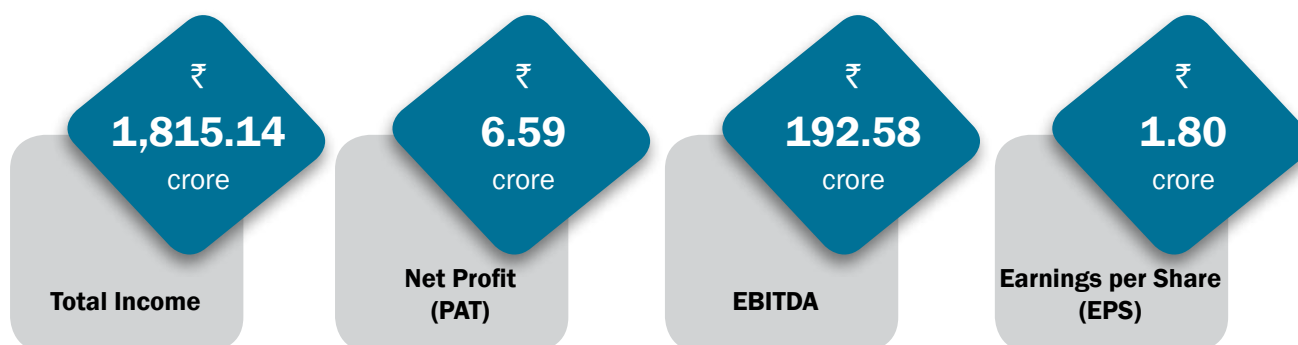 ₹
1,815.14
crore
Total Income
₹
6.59
crore
Net Profit
(PAT)
₹
192.58
crore
EBITDA
₹
1.80
crore
Earnings per Share
(EPS)